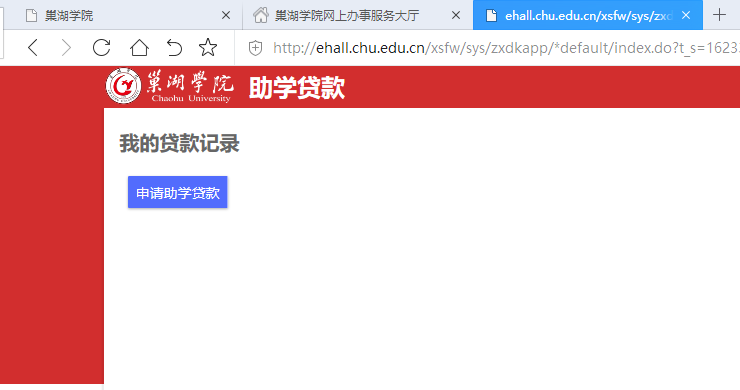 巢湖学院
巢湖学院网上办事服务大厅
ehall.chu.edu.cn/xsfw/sys/zxd
http://ehall.chu.edu.cn/xsfw/sys/zxdkapp/*default/index.do?t_s=1623
巢湖學院
Chaohu University
助学贷款
我的贷款记录
申请助学贷款